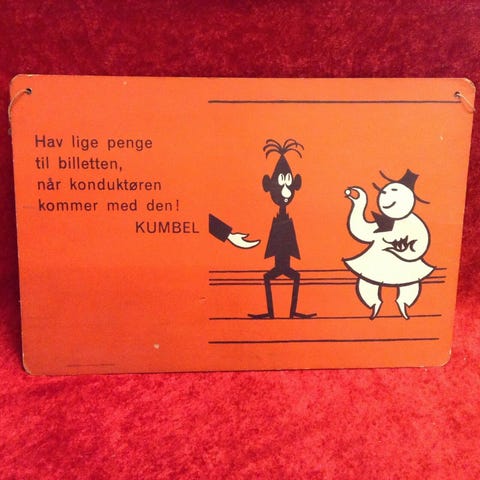 Hav lige penge
til billetten,
når konduktøren
kommer med den!
KUMBEL